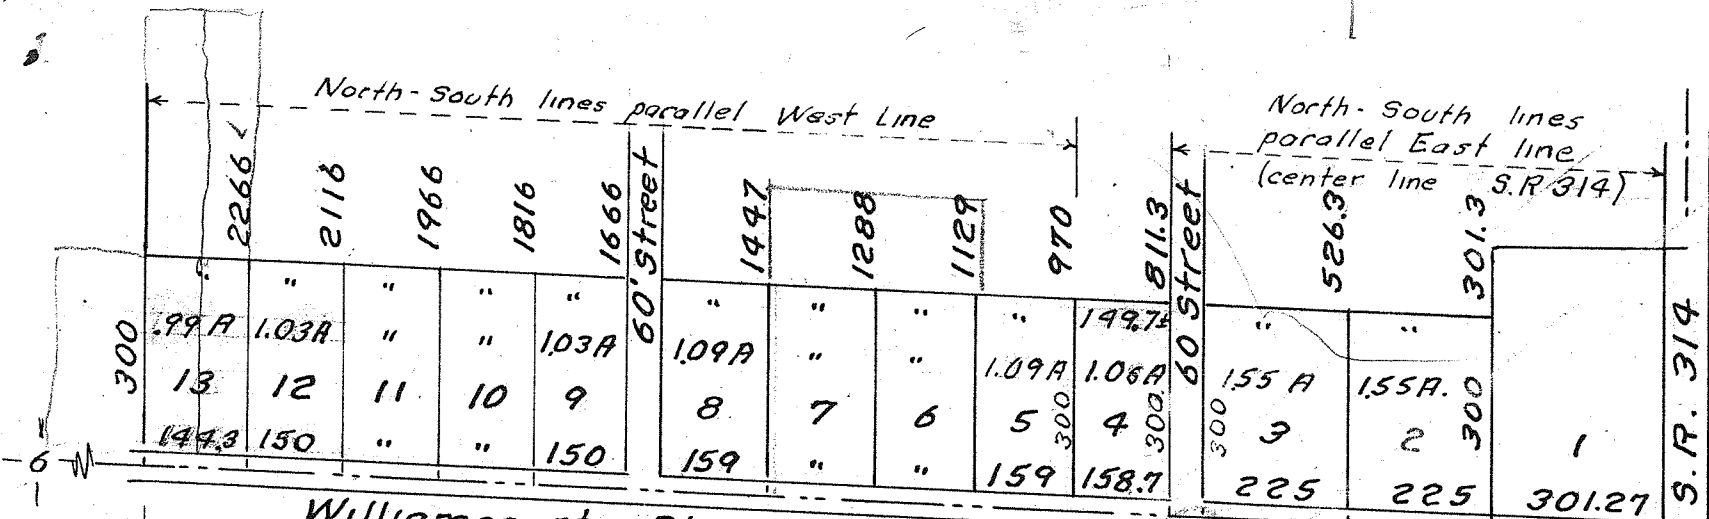 North-South lines parallel West Line
North-South lines
parallel East line
(center line S.R 314)
2266
2116
1966
1816
1666
60' Street
1447
1288
1129
970
811.3
60 Street
526.3
301.3
S.R. 314
" " " " " " " " " 149.7± " "
.99 A 1.03A " " 1.03A 1.09A " " 1.09A 1.06A 1.55 A 1.55A.
300
13 12 11 10 9 8 7 6 5 300 4 300 300 3 2 300 1
144.3 150 " " 150 159 " " 159 158.7 225 225 301.27
6